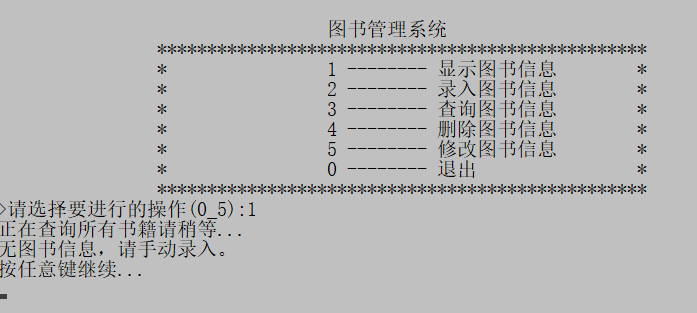 图书管理系统
*************************************************
* 1 -------- 显示图书信息 *
* 2 -------- 录入图书信息 *
* 3 -------- 查询图书信息 *
* 4 -------- 删除图书信息 *
* 5 -------- 修改图书信息 *
* 0 -------- 退出 *
*************************************************
>请选择要进行的操作(0_5):1
正在查询所有书籍请稍等...
无图书信息，请手动录入。
按任意键继续...